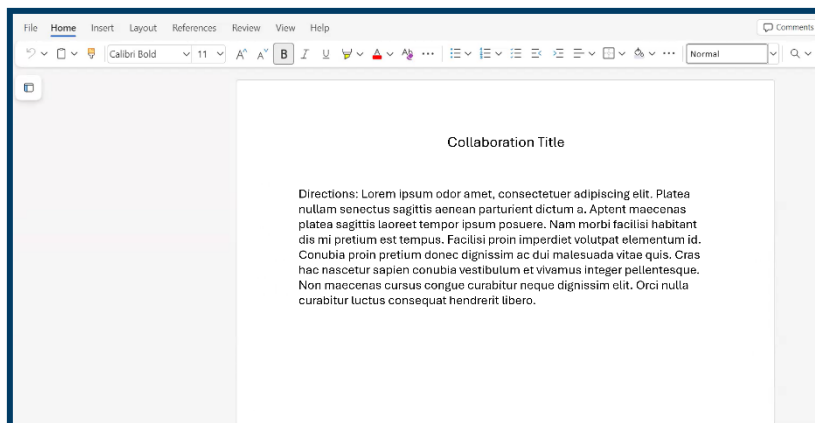 File Home Insert Layout References Review View Help
Comments
Calibri Bold 11 A A B I U A A Normal
Collaboration Title
Directions: Lorem ipsum odor amet, consectetuer adipiscing elit. Platea
nullam senectus sagittis aenean parturient dictum a. Aptent maecenas
platea sagittis laoreet tempor ipsum posuere. Nam morbi facilisi habitant
dis mi pretium est tempus. Facilisi proin imperdiet volutpat elementum id.
Conubia proin pretium donec dignissim ac dui malesuada vitae quis. Cras
hac nascetur sapien conubia vestibulum et vivamus integer pellentesque.
Non maecenas cursus congue curabitur neque dignissim elit. Orci nulla
curabitur luctus consequat hendrerit libero.